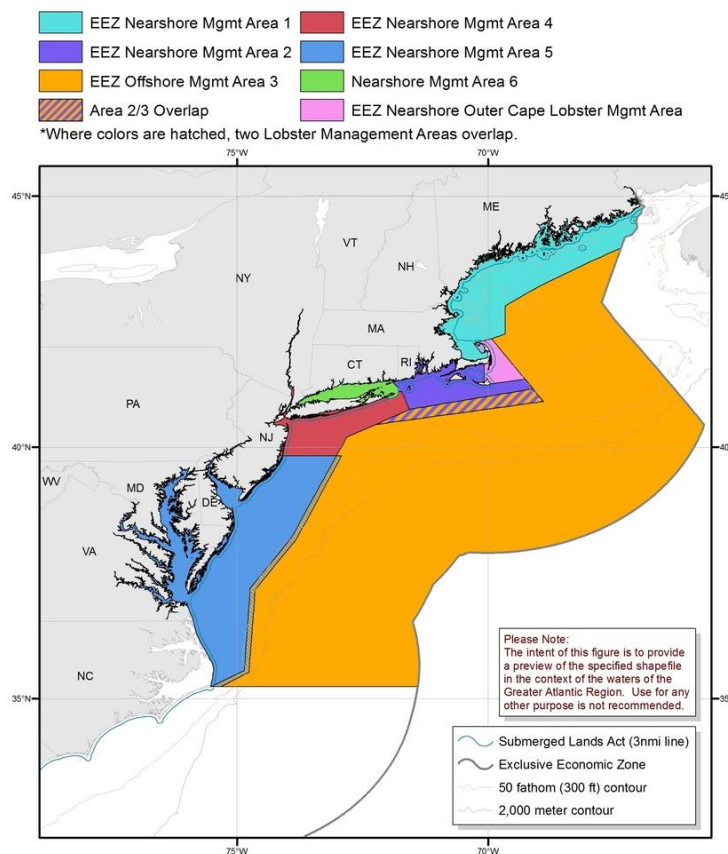 EEZ Nearshore Mgmt Area 1
EEZ Nearshore Mgmt Area 4
EEZ Nearshore Mgmt Area 2
EEZ Nearshore Mgmt Area 5
EEZ Offshore Mgmt Area 3
Nearshore Mgmt Area 6
Area 2/3 Overlap
EEZ Nearshore Outer Cape Lobster Mgmt Area
*Where colors are hatched, two Lobster Management Areas overlap.
75°W
70°W
45°N
45°
ME
VT
NH
NY
MA
CT
RI
PA
NJ
40°N
40°
WV
MD
DE
VA
NC
35°N
35°
Please Note:
The intent of this figure is to provide
a preview of the specified shapefile
in the context of the waters of the
Greater Atlantic Region. Use for any
other purpose is not recommended.
Submerged Lands Act (3nmi line)
Exclusive Economic Zone
50 fathom (300 ft) contour
2,000 meter contour
75°W
70°W